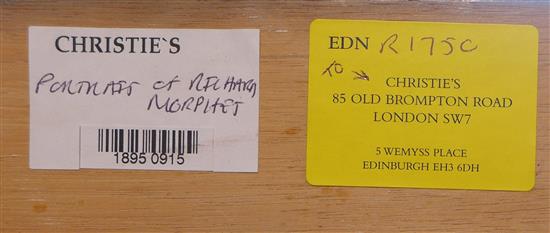 CHRISTIE`S
PORTRAIT of RICHARD
MORPHET
1895 0915
EDN R175C
TO
CHRISTIE'S
85 OLD BROMPTON ROAD
LONDON SW7
5 WEMYSS PLACE
EDINBURGH EH3 6DH